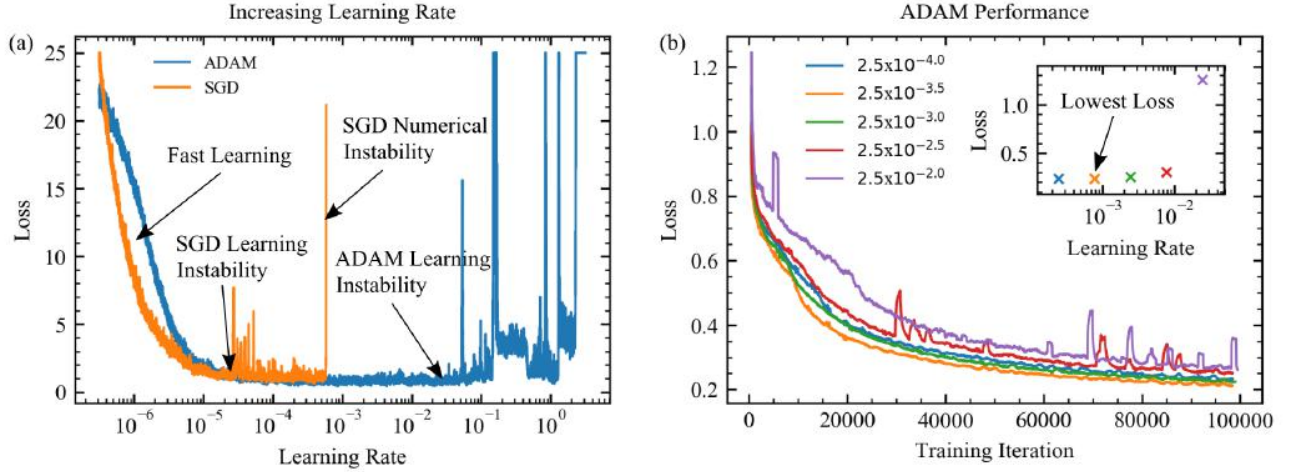 Increasing Learning Rate
(a)
Loss
25
20
15
10
5
0
ADAM
SGD
Fast Learning
SGD Numerical
Instability
SGD Learning
Instability
ADAM Learning
Instability
10⁻⁶
10⁻⁵
10⁻⁴
10⁻³
10⁻²
10⁻¹
10⁰
Learning Rate
ADAM Performance
(b)
Loss
1.2
1.0
0.8
0.6
0.4
0.2
2.5x10⁻⁴·⁰
2.5x10⁻³·⁵
2.5x10⁻³·⁰
2.5x10⁻²·⁵
2.5x10⁻²·⁰
Loss
1.0
0.5
Lowest Loss
10⁻³
10⁻²
Learning Rate
0
20000
40000
60000
80000
100000
Training Iteration